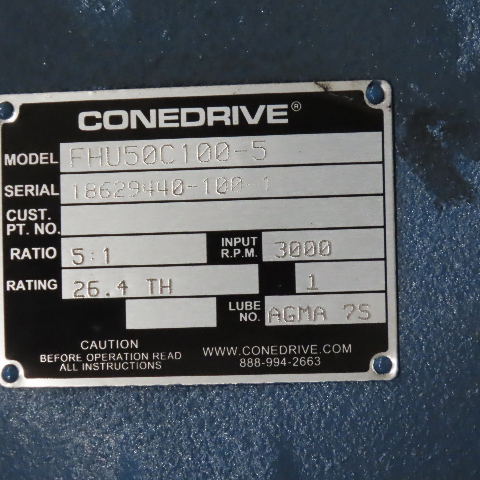 CONEDRIVE®
MODEL FHU50C100-5
SERIAL 18629440-100-1
CUST. PT. NO.
RATIO 5:1 INPUT R.P.M. 3000
RATING 26.4 TH 1
LUBE NO. AGMA 7S
CAUTION
BEFORE OPERATION READ
ALL INSTRUCTIONS
WWW.CONEDRIVE.COM
888-994-2663